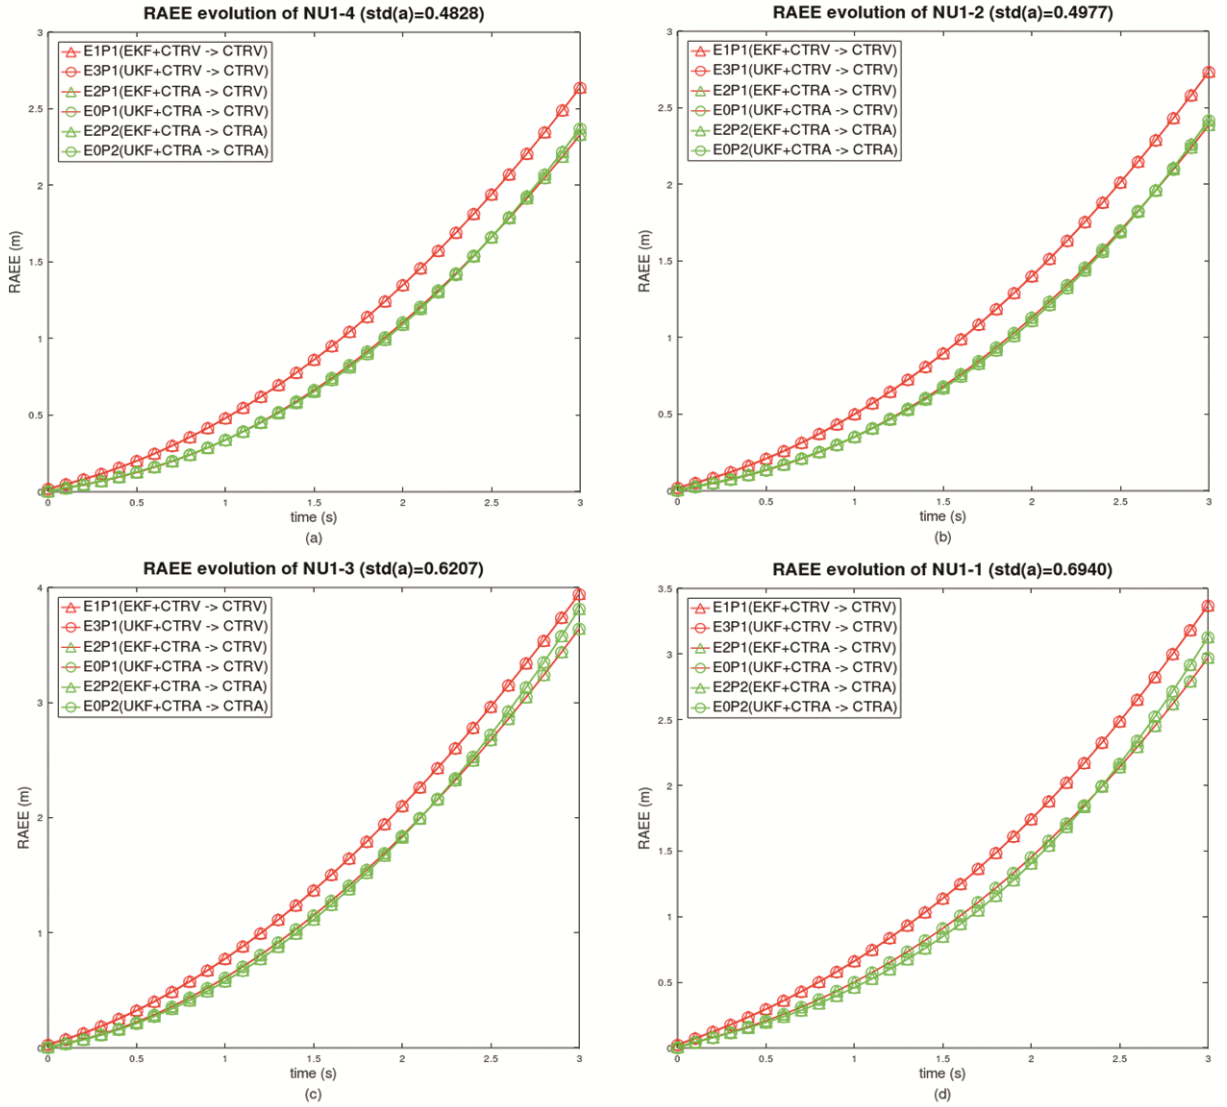 RAEE evolution of NU1-4 (std(a)=0.4828)
E1P1(EKF+CTRV -> CTRV)
E3P1(UKF+CTRV -> CTRV)
E2P1(EKF+CTRA -> CTRV)
E0P1(UKF+CTRA -> CTRV)
E2P2(EKF+CTRA -> CTRA)
E0P2(UKF+CTRA -> CTRA)
3
2.5
2
1.5
1
0.5
0
RAEE (m)
0 0.5 1 1.5 2 2.5 3
time (s)
(a)
RAEE evolution of NU1-2 (std(a)=0.4977)
E1P1(EKF+CTRV -> CTRV)
E3P1(UKF+CTRV -> CTRV)
E2P1(EKF+CTRA -> CTRV)
E0P1(UKF+CTRA -> CTRV)
E2P2(EKF+CTRA -> CTRA)
E0P2(UKF+CTRA -> CTRA)
3
2.5
2
1.5
1
0.5
0
RAEE (m)
0 0.5 1 1.5 2 2.5 3
time (s)
(b)
RAEE evolution of NU1-3 (std(a)=0.6207)
E1P1(EKF+CTRV -> CTRV)
E3P1(UKF+CTRV -> CTRV)
E2P1(EKF+CTRA -> CTRV)
E0P1(UKF+CTRA -> CTRV)
E2P2(EKF+CTRA -> CTRA)
E0P2(UKF+CTRA -> CTRA)
4
3
2
1
0
RAEE (m)
0 0.5 1 1.5 2 2.5 3
time (s)
(c)
RAEE evolution of NU1-1 (std(a)=0.6940)
E1P1(EKF+CTRV -> CTRV)
E3P1(UKF+CTRV -> CTRV)
E2P1(EKF+CTRA -> CTRV)
E0P1(UKF+CTRA -> CTRV)
E2P2(EKF+CTRA -> CTRA)
E0P2(UKF+CTRA -> CTRA)
3.5
3
2.5
2
1.5
1
0.5
0
RAEE (m)
0 0.5 1 1.5 2 2.5 3
time (s)
(d)